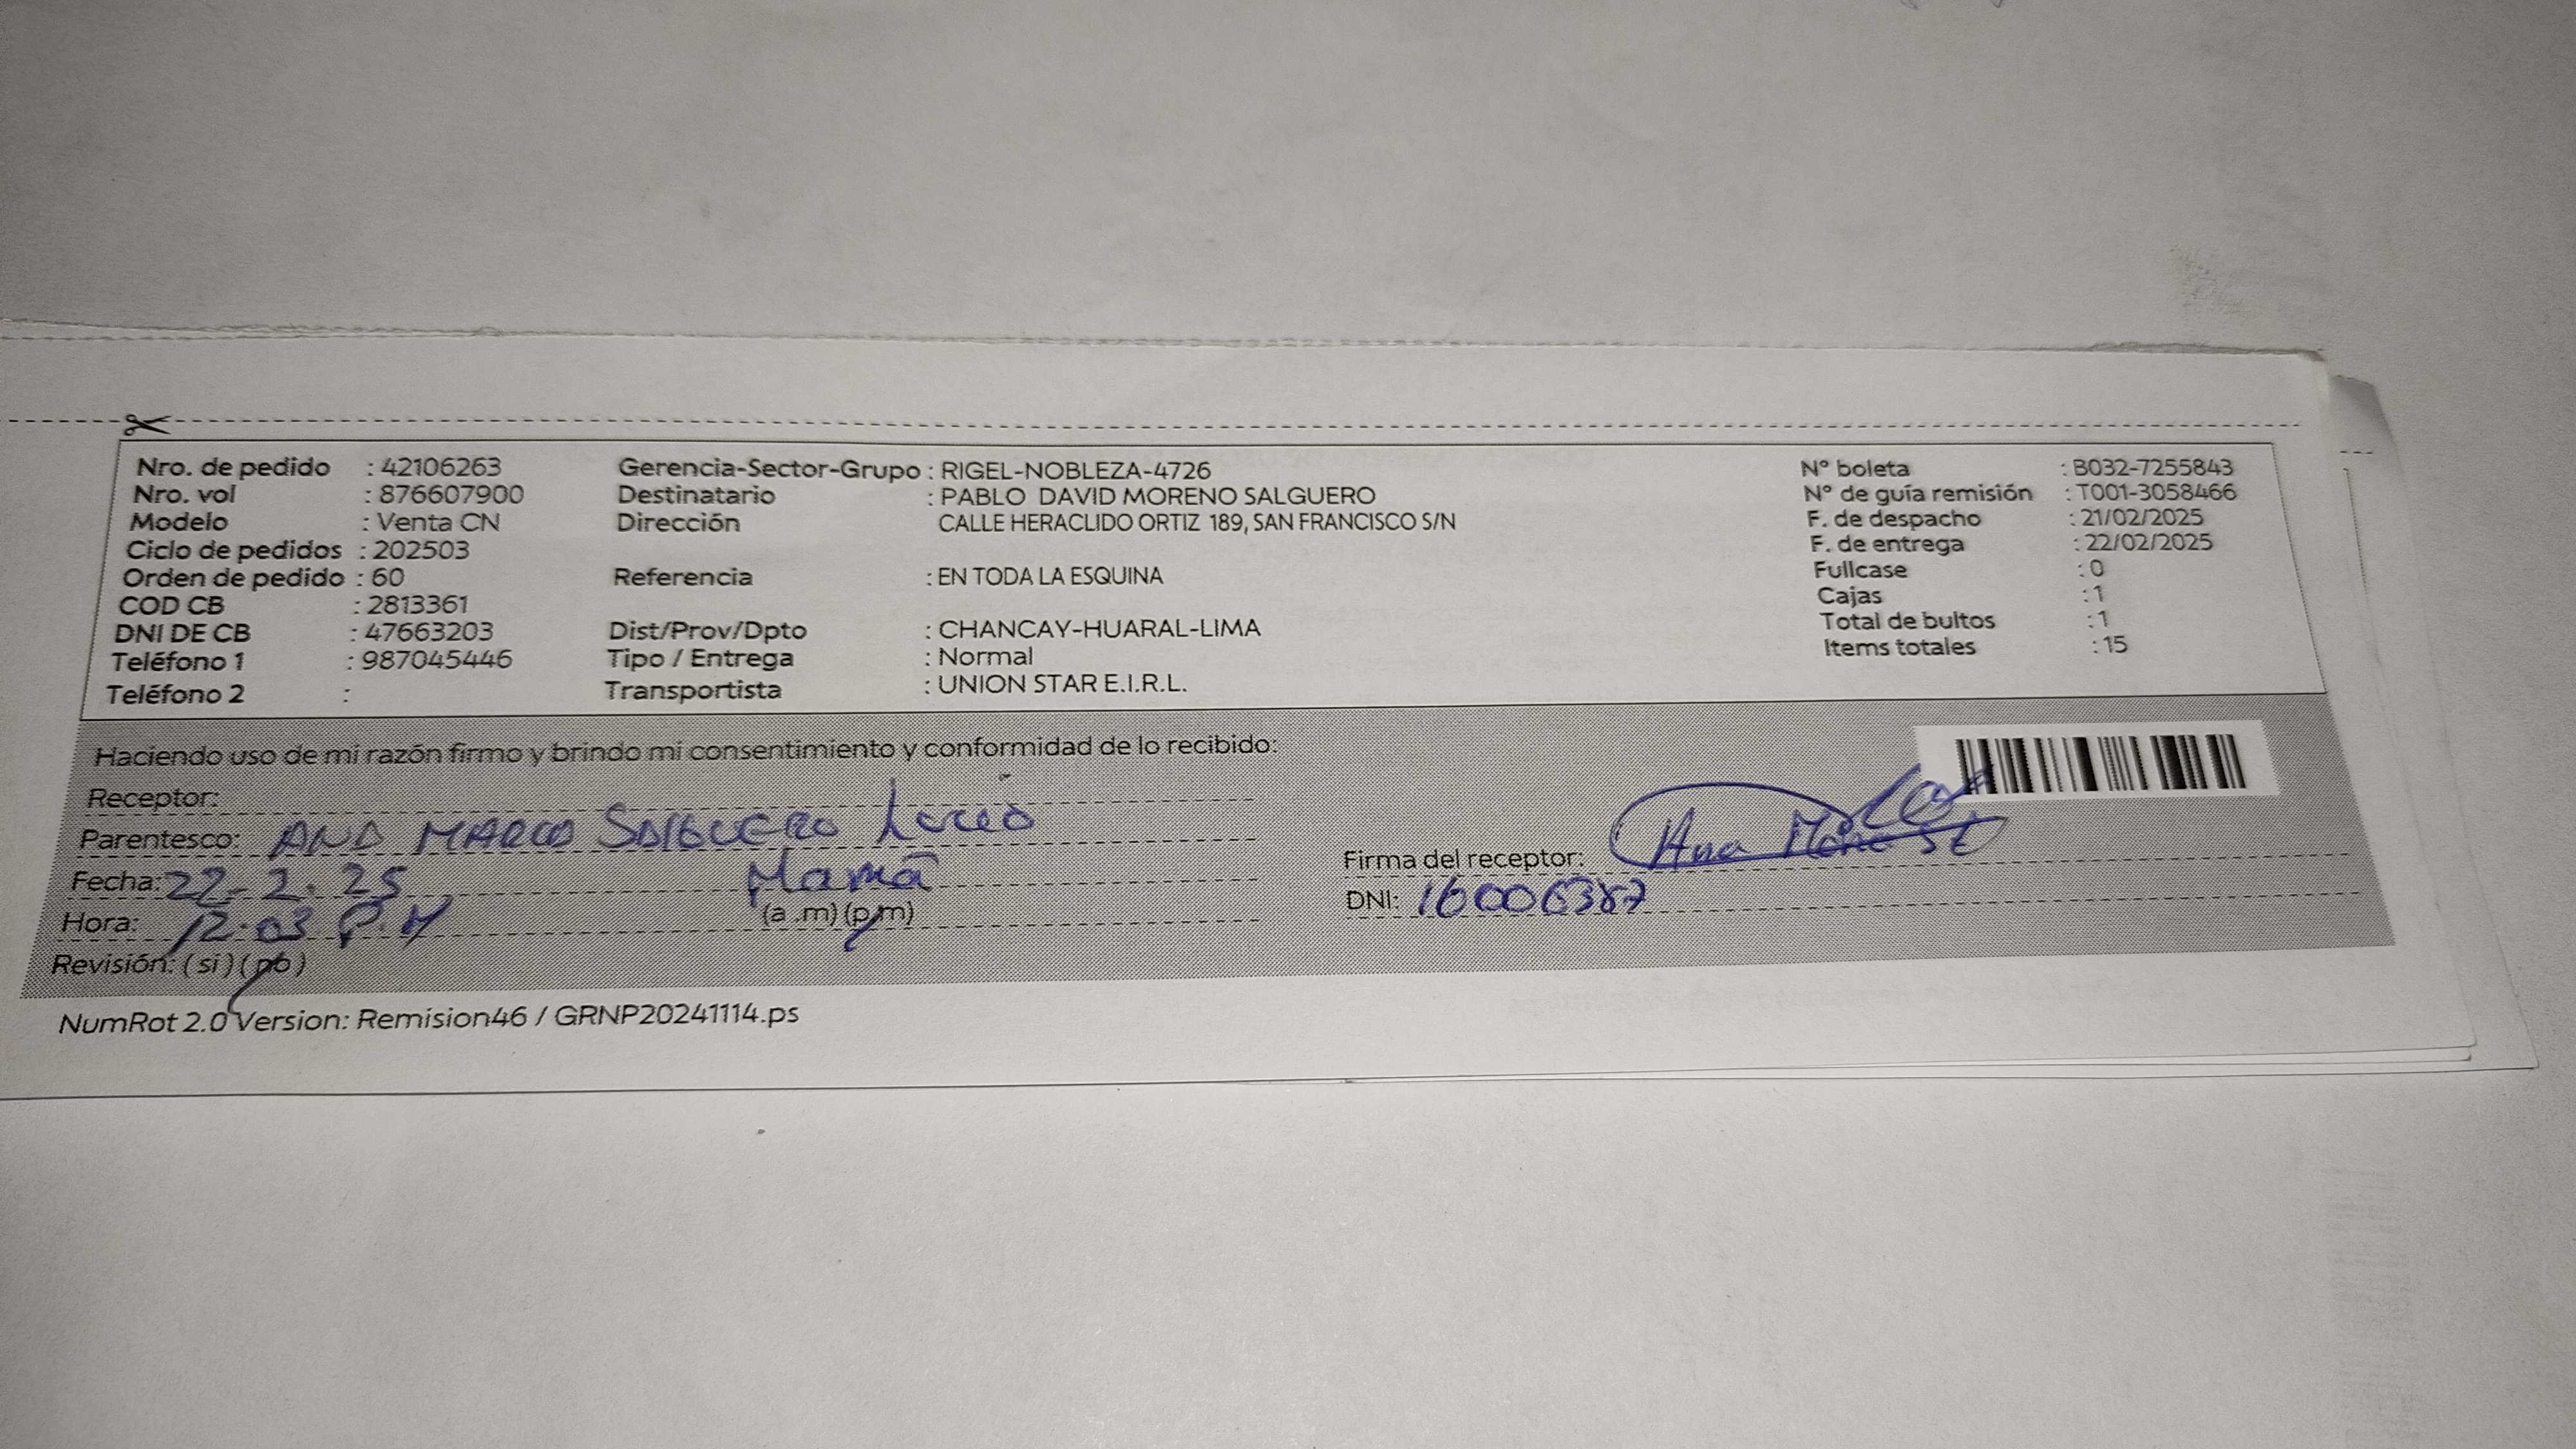 Nro. de pedido : 42106263
Nro. vol : 876607900
Modelo : Venta CN
Ciclo de pedidos : 202503
Orden de pedido : 60
COD CB : 2813361
DNI DE CB : 47663203
Teléfono 1 : 987045446
Teléfono 2 :
Gerencia-Sector-Grupo : RIGEL-NOBLEZA-4726
Destinatario : PABLO DAVID MORENO SALGUERO
Dirección CALLE HERACLIDO ORTIZ 189, SAN FRANCISCO S/N
Referencia : EN TODA LA ESQUINA
Dist/Prov/Dpto : CHANCAY-HUARAL-LIMA
Tipo / Entrega : Normal
Transportista : UNION STAR E.I.R.L.
N° boleta : B032-7255843
N° de guía remisión : T001-3058466
F. de despacho : 21/02/2025
F. de entrega : 22/02/2025
Fullcase : 0
Cajas : 1
Total de bultos : 1
Items totales : 15
Haciendo uso de mi razón firmo y brindo mi consentimiento y conformidad de lo recibido:
Receptor:
Parentesco: ANA SALGUERO
Mamá
Fecha: 22-2-25
Hora: 12:03 P.M (a.m) (p.m)
Revisión: (si) (no)
Firma del receptor: Ana
DNI: 16006387
NumRot 2.0 Version: Remision46 / GRNP20241114.ps